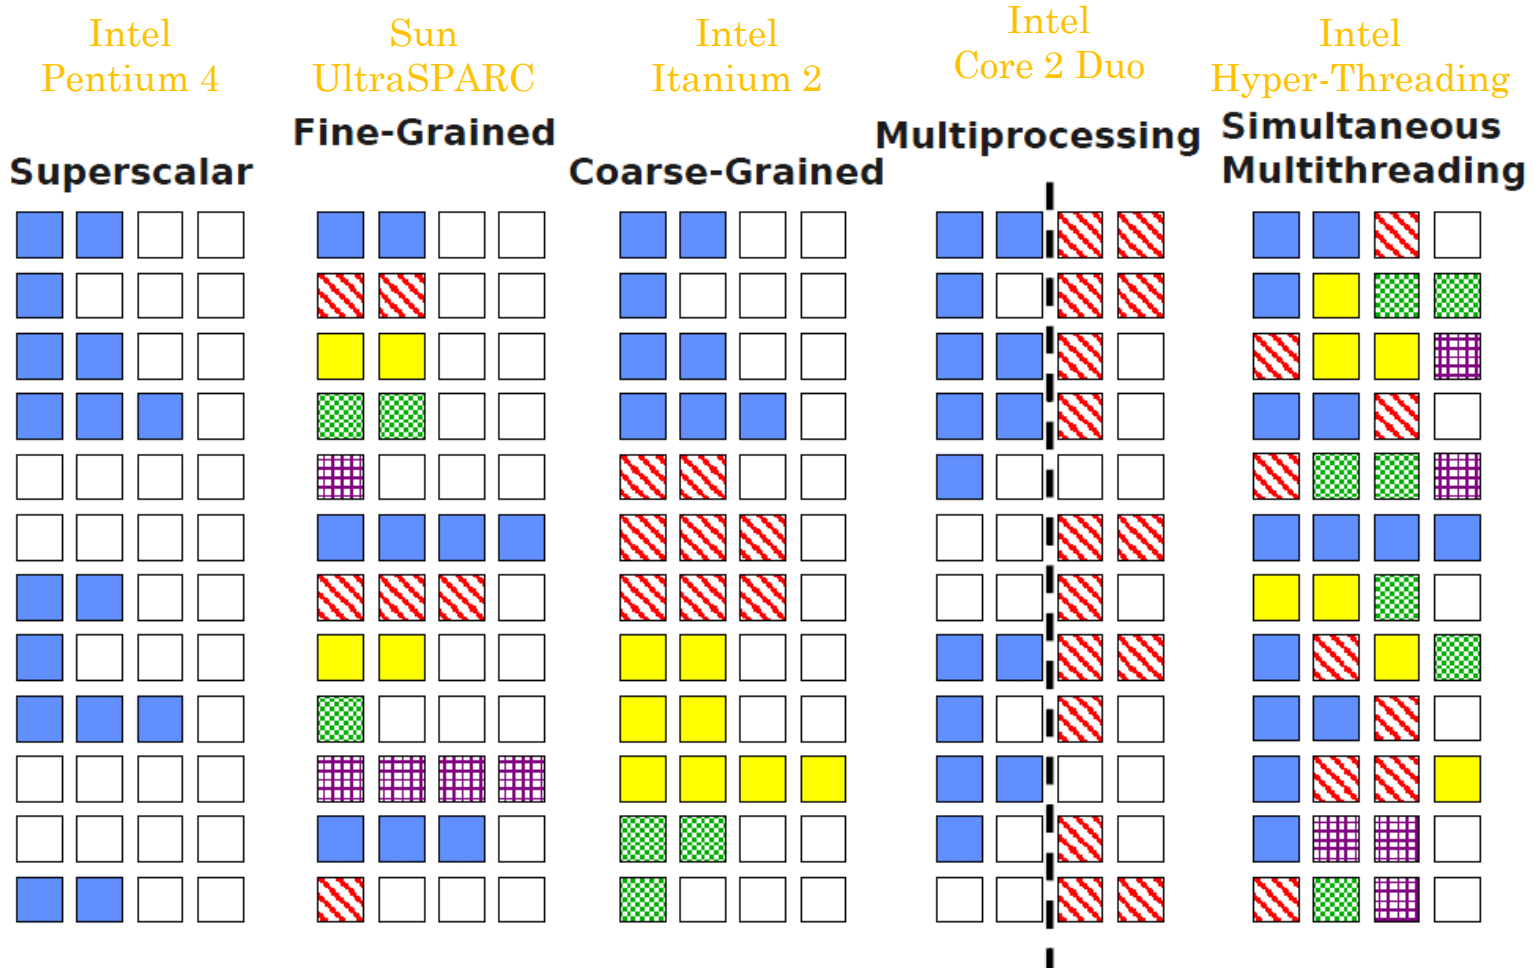 Intel
Pentium 4
Superscalar
Sun
UltraSPARC
Fine-Grained
Intel
Itanium 2
Coarse-Grained
Intel
Core 2 Duo
Multiprocessing
Intel
Hyper-Threading
Simultaneous
Multithreading